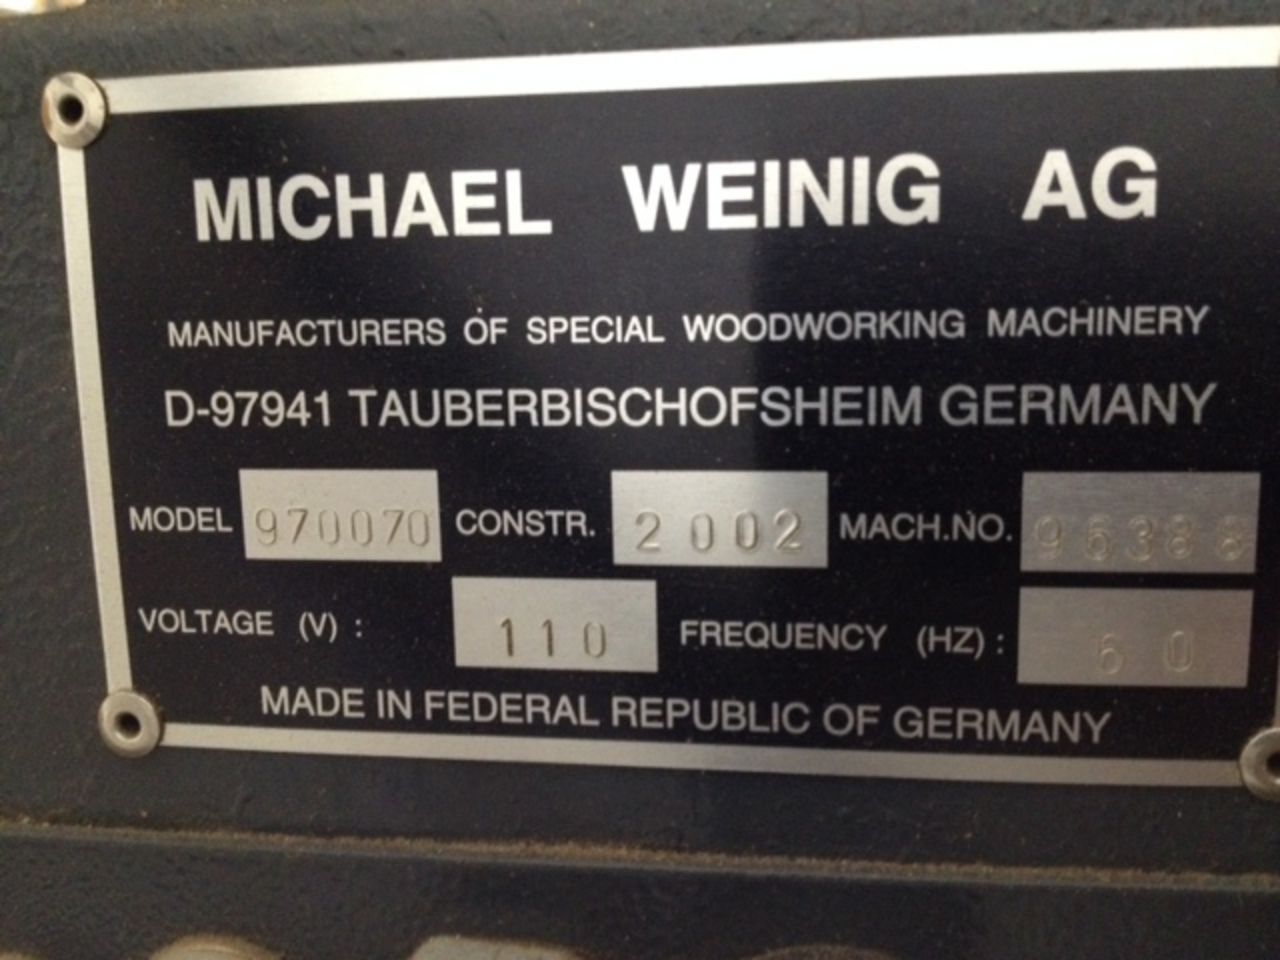 MICHAEL WEINIG AG
MANUFACTURERS OF SPECIAL WOODWORKING MACHINERY
D-97941 TAUBERBISCHOFSHEIM GERMANY
MODEL 970070 CONSTR. 2002 MACH.NO. 96388
VOLTAGE (V) : 110 FREQUENCY (HZ) : 60
MADE IN FEDERAL REPUBLIC OF GERMANY